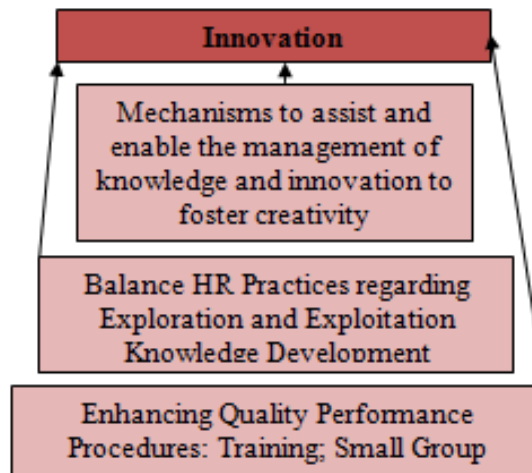 Innovation
Mechanisms to assist and
enable the management of
knowledge and innovation to
foster creativity
Balance HR Practices regarding
Exploration and Exploitation
Knowledge Development
Enhancing Quality Performance
Procedures: Training; Small Group